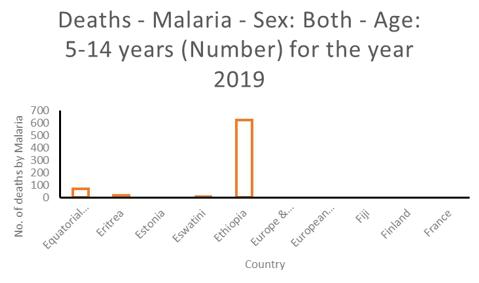 Deaths - Malaria - Sex: Both - Age:
5-14 years (Number) for the year
2019
700
600
500
400
300
200
100
0
No. of deaths by Malaria
Equatorial...
Eritrea
Estonia
Eswatini
Ethiopia
Europe &...
European...
Fiji
Finland
France
Country